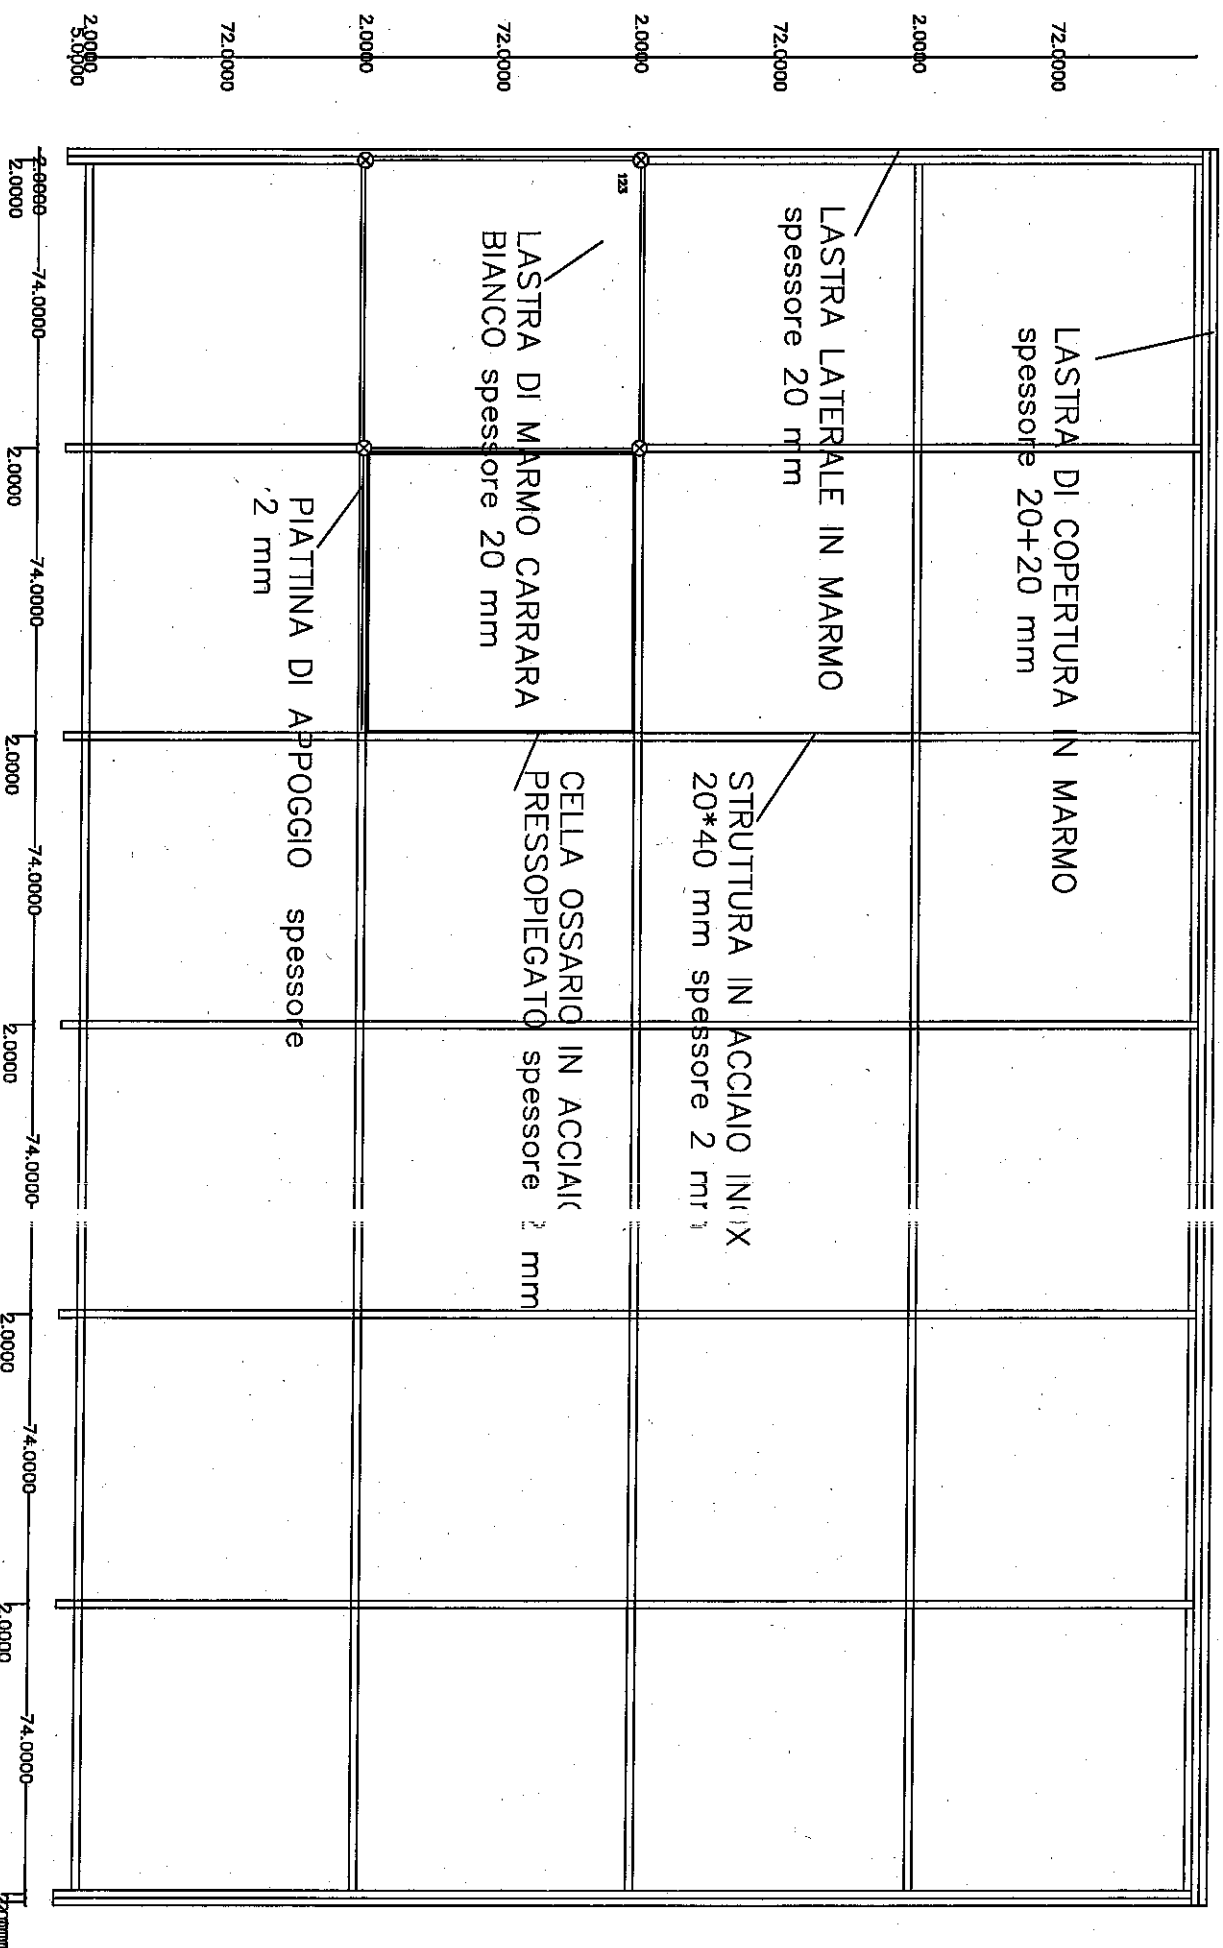 72.0000
2.0000
72.0000
2.0000
72.0000
2.0000
72.0000
2.0000
5.0000
LASTRA DI COPERTURA IN MARMO
spessore 20+20 mm
LASTRA LATERALE IN MARMO
spessore 20 mm
STRUTTURA IN ACCIAIO INOX
20*40 mm spessore 2 mm
123
LASTRA DI MARMO CARRARA
BIANCO spessore 20 mm
CELLA OSSARIO IN ACCIAIO
PRESSOPIEGATO spessore 2 mm
PIATTINA DI APPOGGIO spessore
2 mm
2.0000 74.0000 74.0000 74.0000 74.0000 74.0000 74.0000
2.0000 2.0000 2.0000 2.0000 2.0000 2.0000